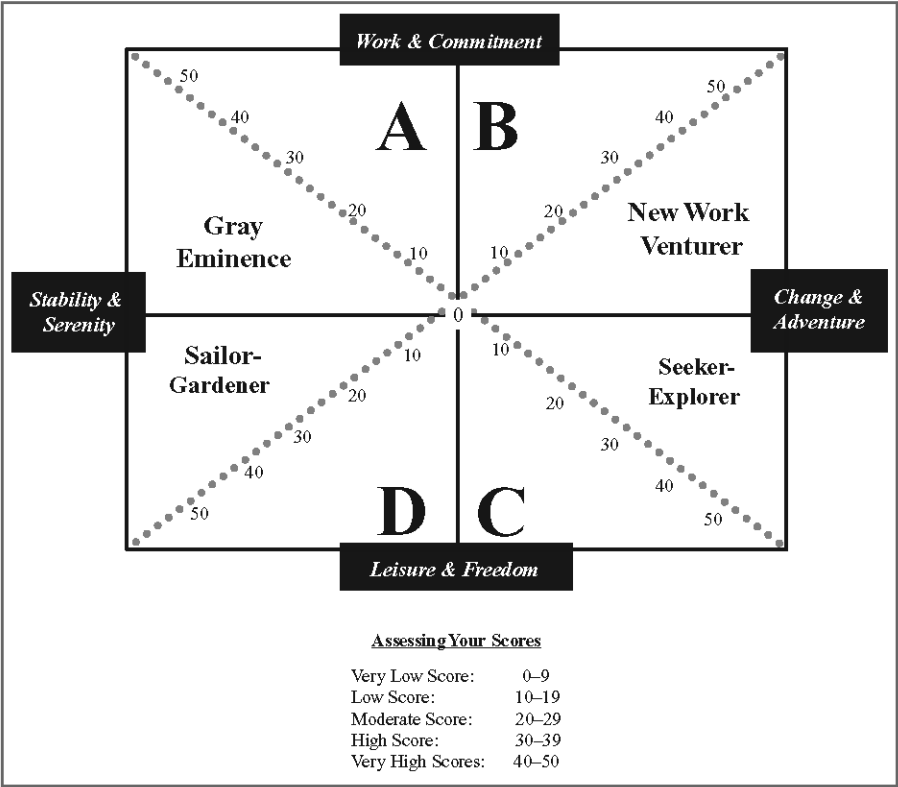 Work & Commitment
50
50
40
40
A
B
30
30
20
20
Gray
Eminence
New Work
Venturer
10
10
Stability &
Serenity
0
Change &
Adventure
Sailor-
Gardener
10
10
Seeker-
Explorer
20
20
30
30
40
40
50
50
D
C
Leisure & Freedom
Assessing Your Scores
Very Low Score: 0–9
Low Score: 10–19
Moderate Score: 20–29
High Score: 30–39
Very High Scores: 40–50